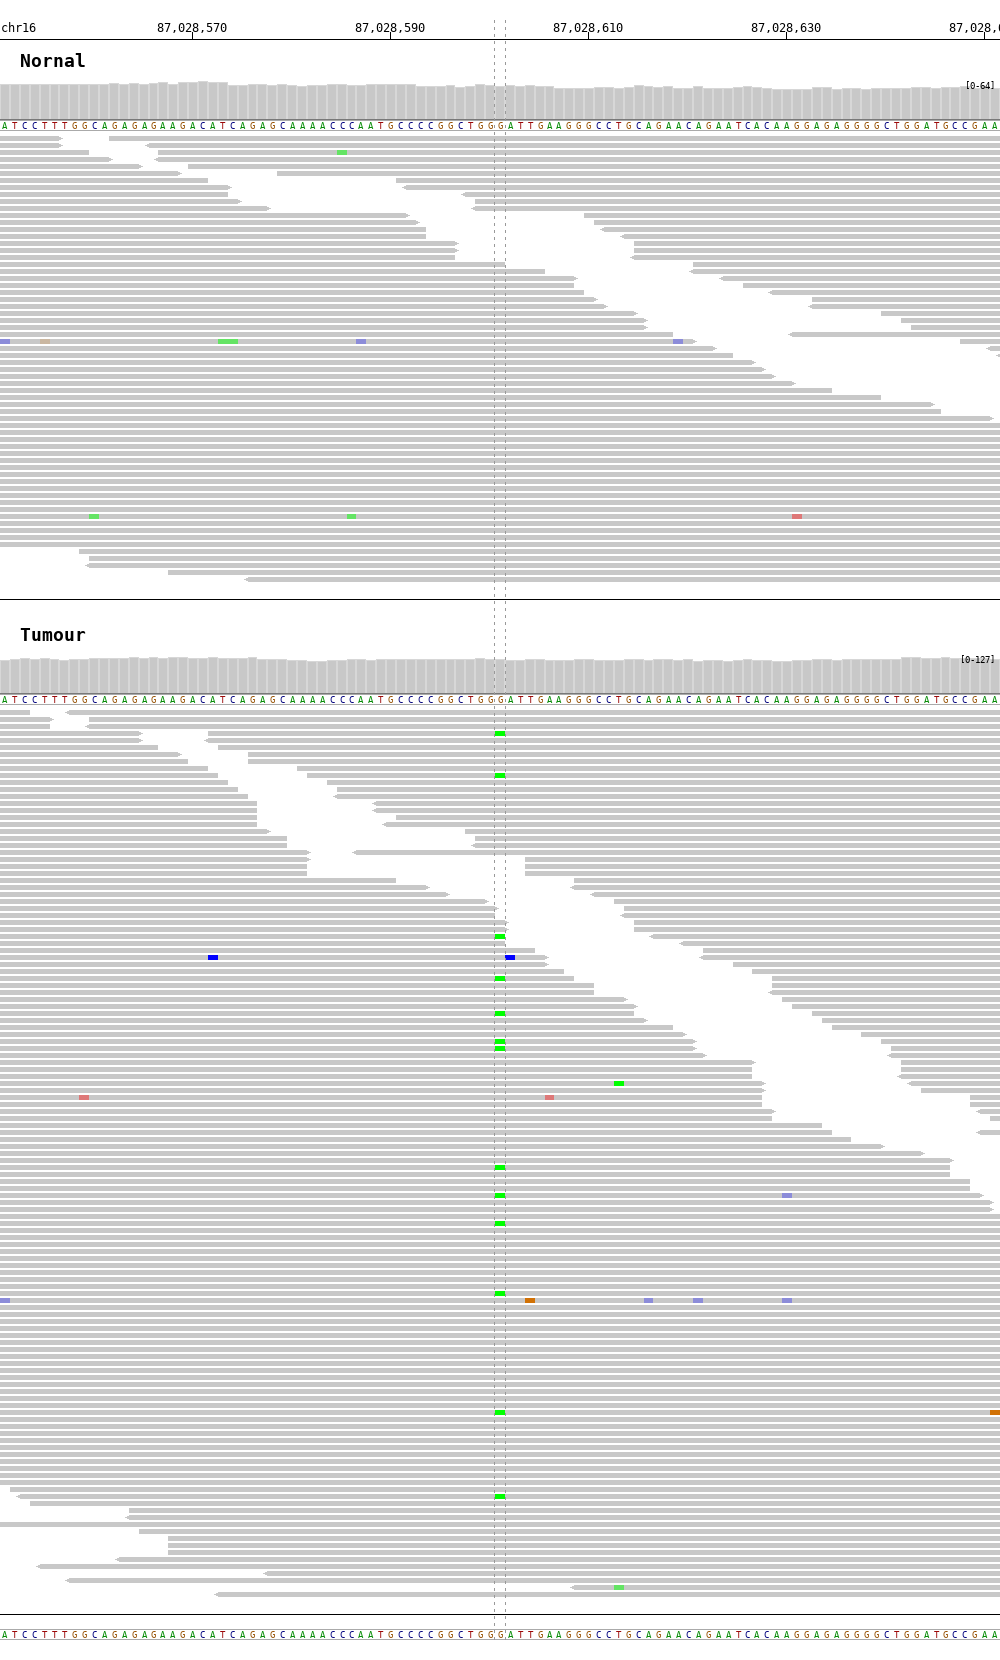 chr16 87,028,570 87,028,590 87,028,610 87,028,630 87,028,
Nornal
[0-64]
ATCCTTTGGCAGAGAGAAGACATCAGAGCAAAACCCAATGCCCCGGCTGGGATTGAAGGGCCTGCAGAACAGAATCACAAGGAGAGGGGCTGGATGCCGAA
Tumour
[0-127]
ATCCTTTGGCAGAGAGAAGACATCAGAGCAAAACCCAATGCCCCGGCTGGGATTGAAGGGCCTGCAGAACAGAATCACAAGGAGAGGGGCTGGATGCCGAA
ATCCTTTGGCAGAGAGAAGACATCAGAGCAAAACCCAATGCCCCGGCTGGGATTGAAGGGCCTGCAGAACAGAATCACAAGGAGAGGGGCTGGATGCCGAA